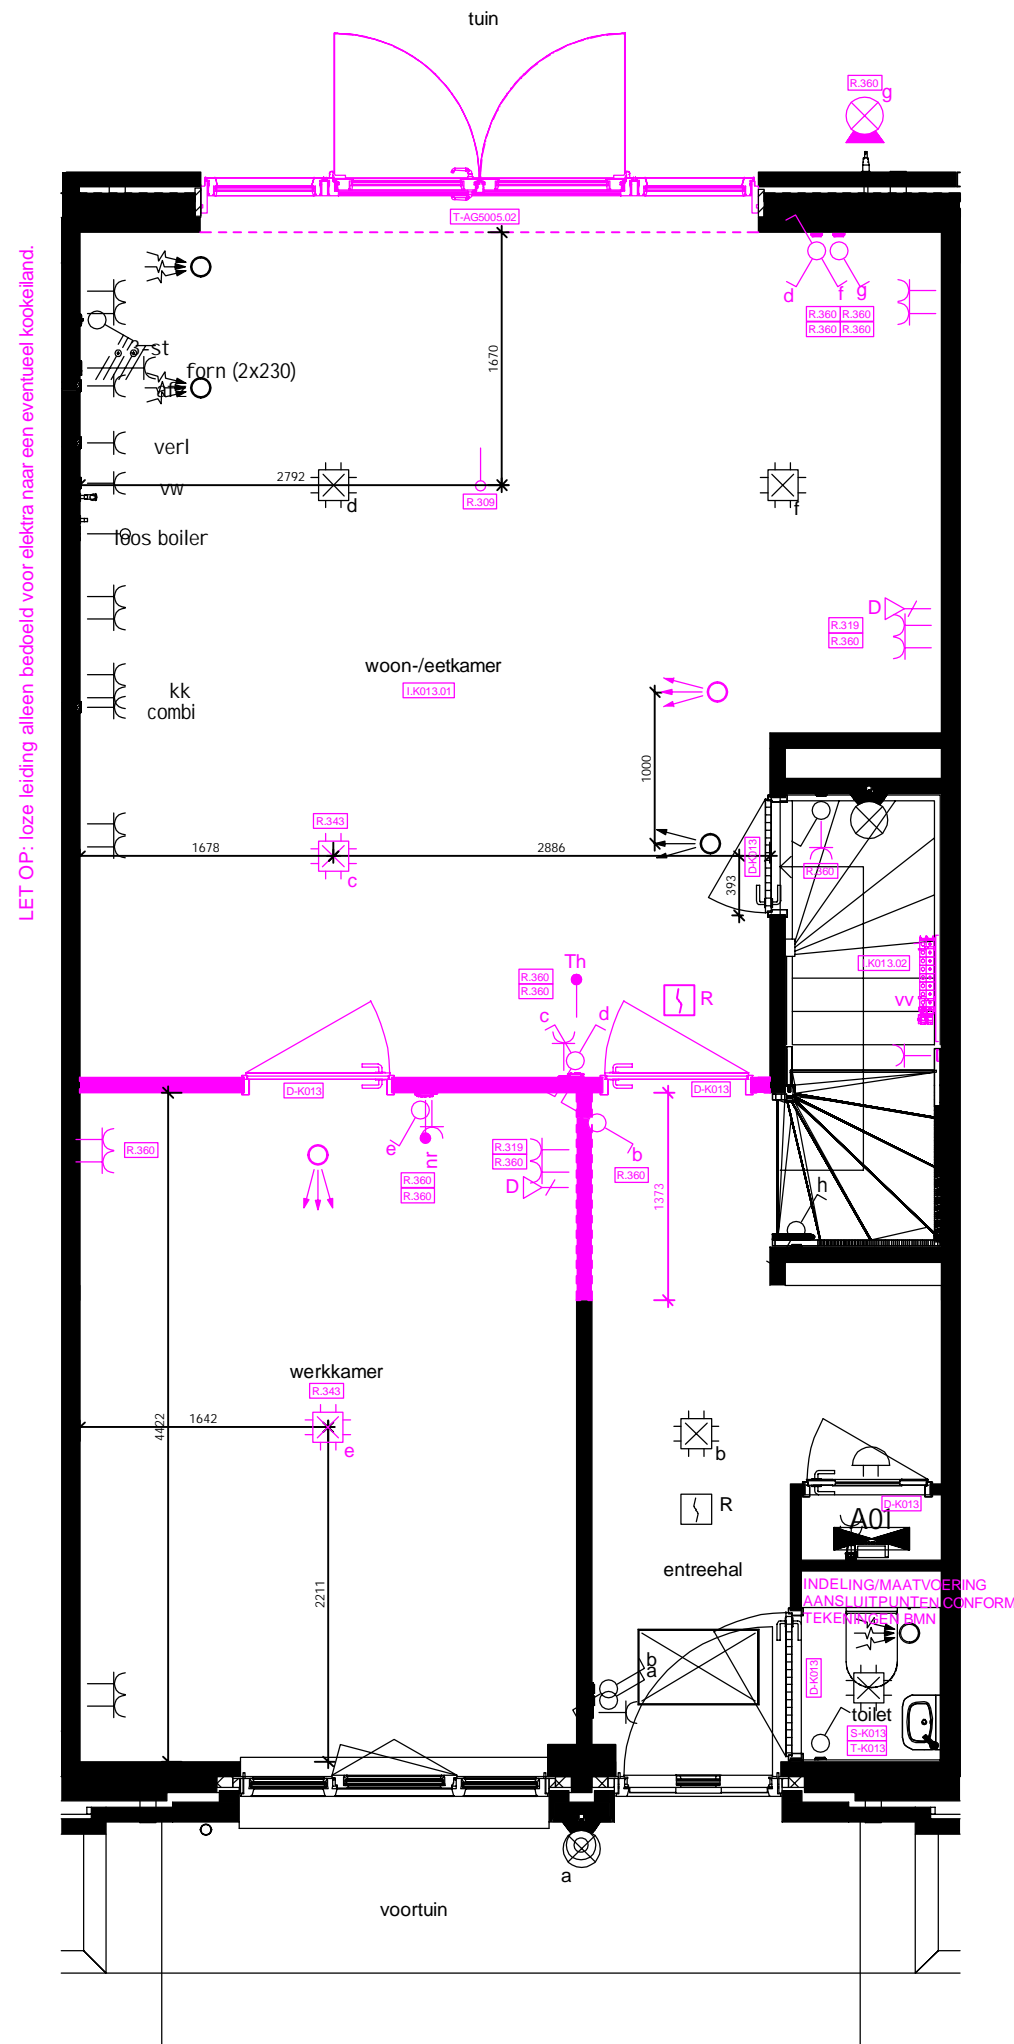 tuin
R.360
g
T-AG5005.02
LET OP: loze leiding alleen bedoeld voor elektra naar een eventueel kookeiland.
d
f
g
R.360 R.360
R.360 R.360
st
forn (2x230)
1670
verl
vw
2792
d
R.309
f
loos boiler
D
R.319
R.360
woon-/eetkamer
I.K013.01
kk
combi
1000
R.343
1678
2886
c
D-K013
393
R.360
Th
R.360
R.360
c
d
R
I.K013.02
vv
D-K013
D-K013
R.360
e
nr
R.360
R.360
R.319
R.360
D
b
R.360
1373
h
werkkamer
R.343
4422
1642
e
b
R
D-K013
A01
entreehal
2211
INDELING/MAATVOERING
AANSLUITPUNTEN CONFORM
TEKENINGEN BMN
D-K013
b
a
toilet
S-K013
T-K013
a
voortuin